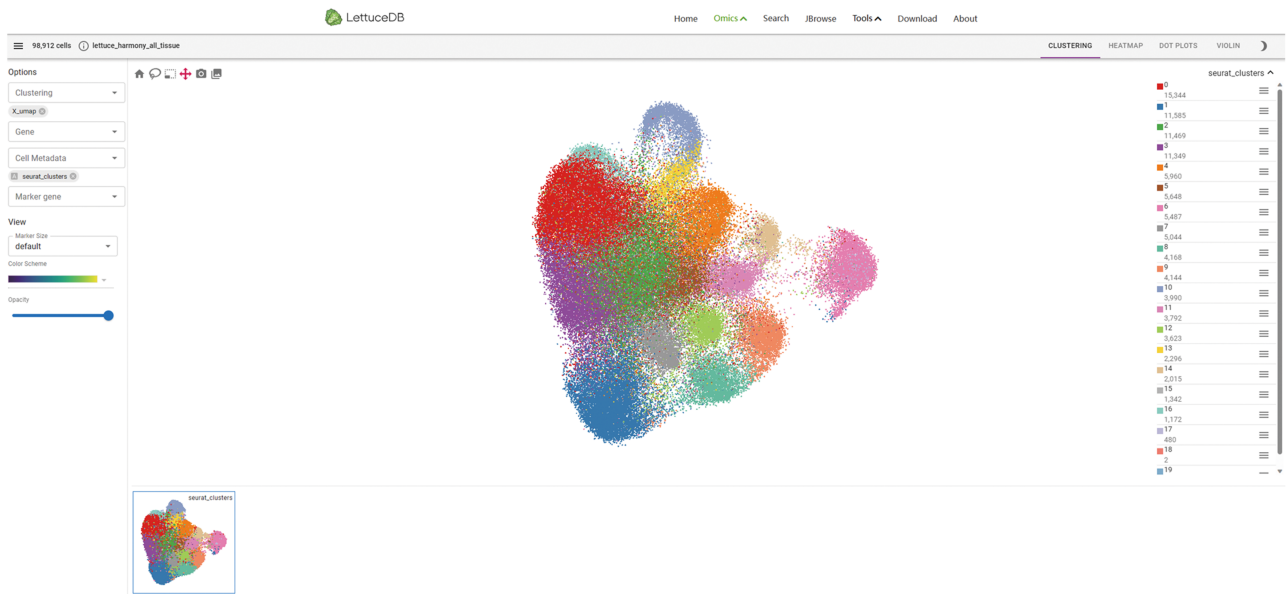 LettuceDB
Home Omics Search JBrowse Tools Download About
98,912 cells lettuce_harmony_all_tissue
CLUSTERING HEATMAP DOT PLOTS VIOLIN
Options
Clustering
X_umap
Gene
Cell Metadata
seurat_clusters
Marker gene
View
Marker Size
default
Color Scheme
Opacity
seurat_clusters
0
15,344
1
11,585
2
11,469
3
11,349
4
5,960
5
5,648
6
5,487
7
5,044
8
4,168
9
4,144
10
3,990
11
3,792
12
3,623
13
2,296
14
2,015
15
1,342
16
1,172
17
480
18
2
19
seurat_clusters